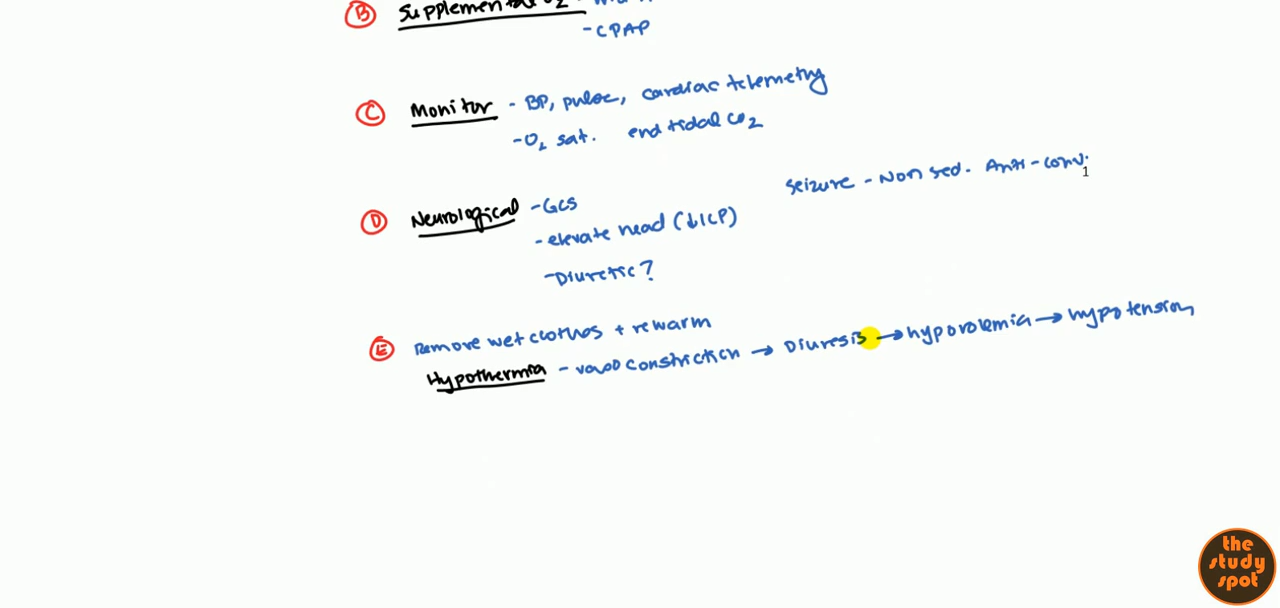 B Supplemental O2 -
- CPAP
C Monitor - BP, pulse, cardiac telemetry
- O2 sat. end tidal CO2
seizure - Non sed. Anti-conv.
D Neurological - GCS
- elevate head (↓ICP)
- Diuretic?
E Remove wet clothes + rewarm
Hypothermia - vasoconstriction → Diuresis → hypovolemia → hypotension
the
study
spot